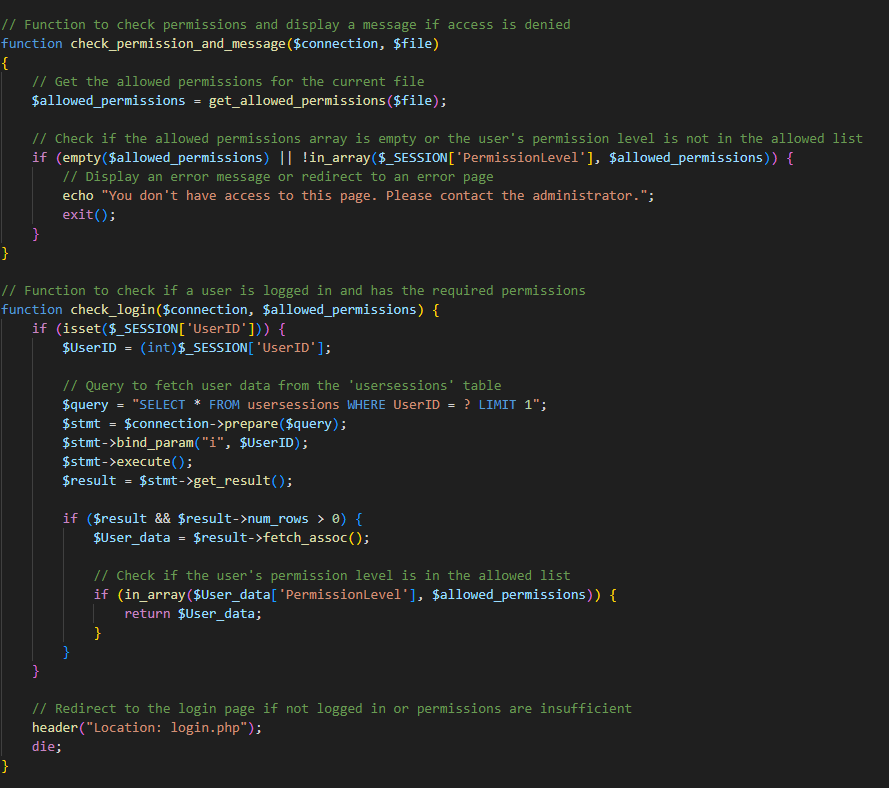 // Function to check permissions and display a message if access is denied
function check_permission_and_message($connection, $file)
{
    // Get the allowed permissions for the current file
    $allowed_permissions = get_allowed_permissions($file);

    // Check if the allowed permissions array is empty or the user's permission level is not in the allowed list
    if (empty($allowed_permissions) || !in_array($_SESSION['PermissionLevel'], $allowed_permissions)) {
        // Display an error message or redirect to an error page
        echo "You don't have access to this page. Please contact the administrator.";
        exit();
    }
}

// Function to check if a user is logged in and has the required permissions
function check_login($connection, $allowed_permissions) {
    if (isset($_SESSION['UserID'])) {
        $UserID = (int)$_SESSION['UserID'];

        // Query to fetch user data from the 'usersessions' table
        $query = "SELECT * FROM usersessions WHERE UserID = ? LIMIT 1";
        $stmt = $connection->prepare($query);
        $stmt->bind_param("i", $UserID);
        $stmt->execute();
        $result = $stmt->get_result();

        if ($result && $result->num_rows > 0) {
            $User_data = $result->fetch_assoc();

            // Check if the user's permission level is in the allowed list
            if (in_array($User_data['PermissionLevel'], $allowed_permissions)) {
                return $User_data;
            }
        }
    }

    // Redirect to the login page if not logged in or permissions are insufficient
    header("Location: login.php");
    die;
}